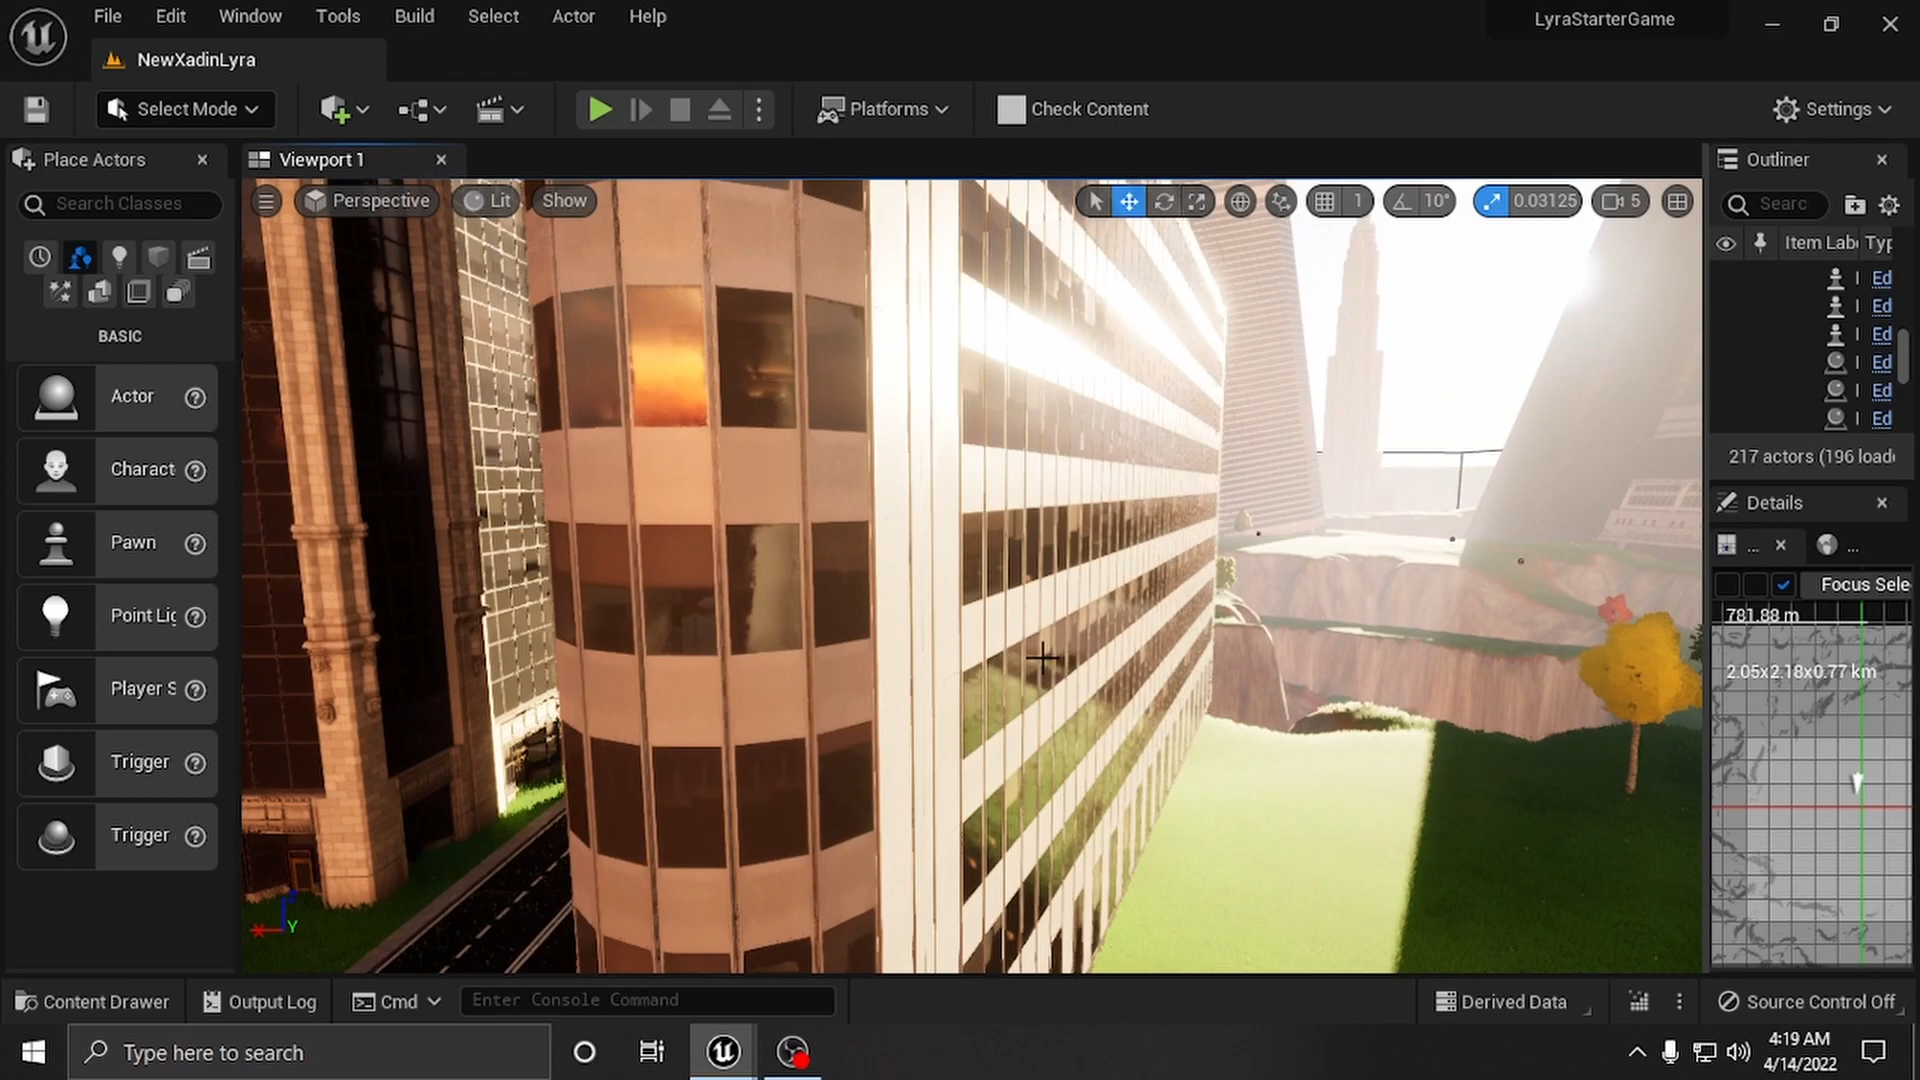 File Edit Window Tools Build Select Actor Help
LyraStarterGame
NewXadinLyra
Select Mode
Platforms
Check Content
Settings
Place Actors
Viewport 1
Outliner
Search Classes
Perspective
Lit
Show
1
10°
0.03125
5
Searc
Item Lab Typ
Ed
Ed
Ed
Ed
Ed
Ed
BASIC
Actor
Charact
Pawn
Point Lig
Player S
Trigger
Trigger
217 actors (196 loade
Details
...
...
Focus Sele
781.88 m
2.05x2.18x0.77 km
X
Y
Content Drawer
Output Log
Cmd
Enter Console Command
Derived Data
Source Control Off
Type here to search
4:19 AM
4/14/2022